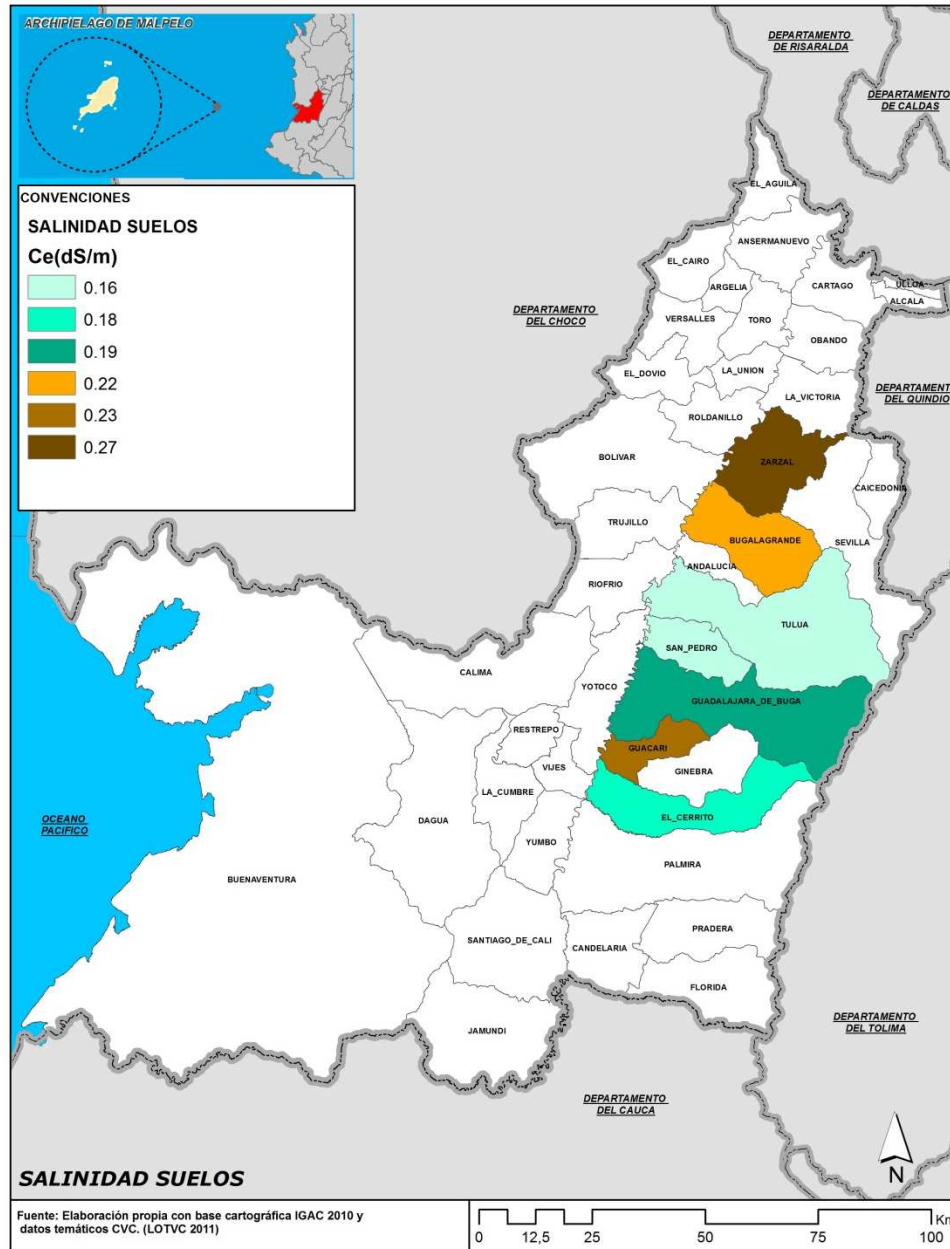 ARCHIPIELAGO DE MALPELO
DEPARTAMENTO
DE RISARALDA
DEPARTAMENTO
DE CALDAS
CONVENCIONES
SALINIDAD SUELOS
Ce(dS/m)
0.16
0.18
0.19
0.22
0.23
0.27
EL_AGUILA
ANSERMANUEVO
EL_CAIRO
ARGELIA
CARTAGO
ULLOA
ALCALA
DEPARTAMENTO
DEL CHOCO
VERSALLES
TORO
OBANDO
EL_DOVIO
LA_UNION
DEPARTAMENTO
DEL QUINDIO
LA_VICTORIA
ROLDANILLO
BOLIVAR
ZARZAL
CAICEDONIA
TRUJILLO
BUGALAGRANDE
SEVILLA
ANDALUCIA
RIOFRIO
TULUA
SAN_PEDRO
CALIMA
YOTOCO
GUADALAJARA_DE_BUGA
RESTREPO
GUACARI
VIJES
GINEBRA
LA_CUMBRE
OCEANO
PACIFICO
DAGUA
EL_CERRITO
YUMBO
PALMIRA
BUENAVENTURA
PRADERA
SANTIAGO_DE_CALI
CANDELARIA
FLORIDA
JAMUNDI
DEPARTAMENTO
DEL TOLIMA
DEPARTAMENTO
DEL CAUCA
N
SALINIDAD SUELOS
Fuente: Elaboración propia con base cartográfica IGAC 2010 y
datos temáticos CVC. (LOTVC 2011)
Km
0 12,5 25 50 75 100